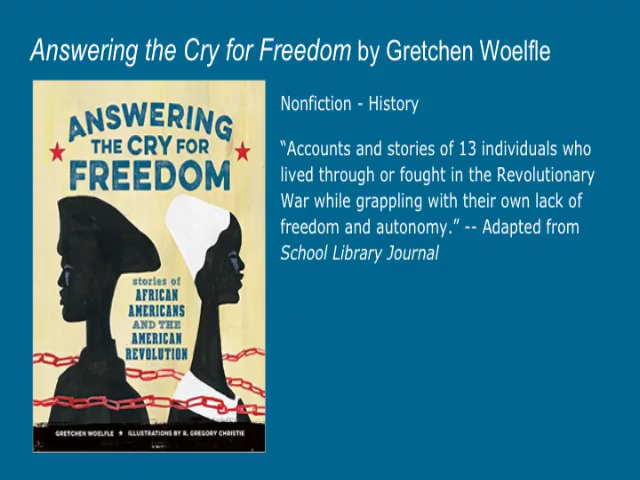 Answering the Cry for Freedom by Gretchen Woelfle
ANSWERING
THE CRY FOR
FREEDOM
stories of
AFRICAN
AMERICANS
AND THE
AMERICAN
REVOLUTION
GRETCHEN WOELFLE ★ ILLUSTRATIONS BY R. GREGORY CHRISTIE
Nonfiction - History
“Accounts and stories of 13 individuals who
lived through or fought in the Revolutionary
War while grappling with their own lack of
freedom and autonomy.” -- Adapted from
School Library Journal